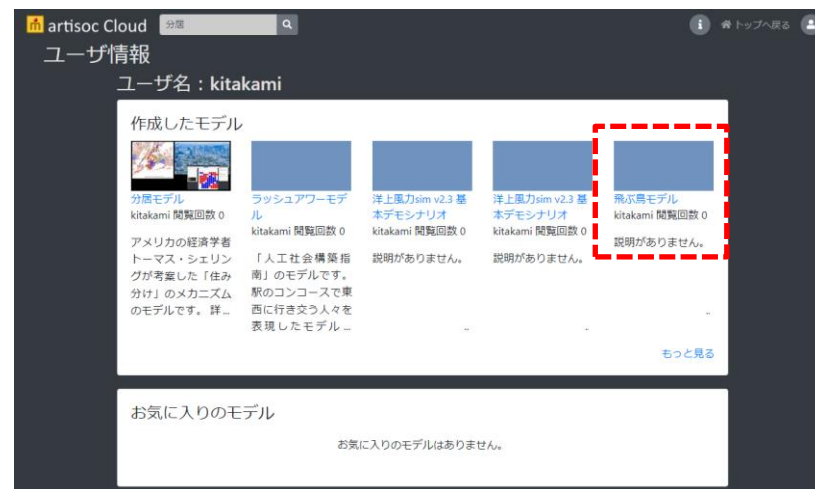 artisoc Cloud 分居 トップへ戻る
ユーザ情報
ユーザ名：kitakami
作成したモデル
分居モデル
kitakami 閲覧回数 0
アメリカの経済学者
トーマス・シェリン
グが考案した「住み
分け」のメカニズム
のモデルです。 詳...
ラッシュアワーモデ
ル
kitakami 閲覧回数 0
「人工社会構築指
南」のモデルです。
駅のコンコースで東
西に行き交う人々を
表現したモデル...
洋上風力sim v2.3 基
本デモシナリオ
kitakami 閲覧回数 0
説明がありません。
..
洋上風力sim v2.3 基
本デモシナリオ
kitakami 閲覧回数 0
説明がありません。
..
飛ぶ鳥モデル
kitakami 閲覧回数 0
説明がありません。
..
もっと見る
お気に入りのモデル
お気に入りのモデルはありません。